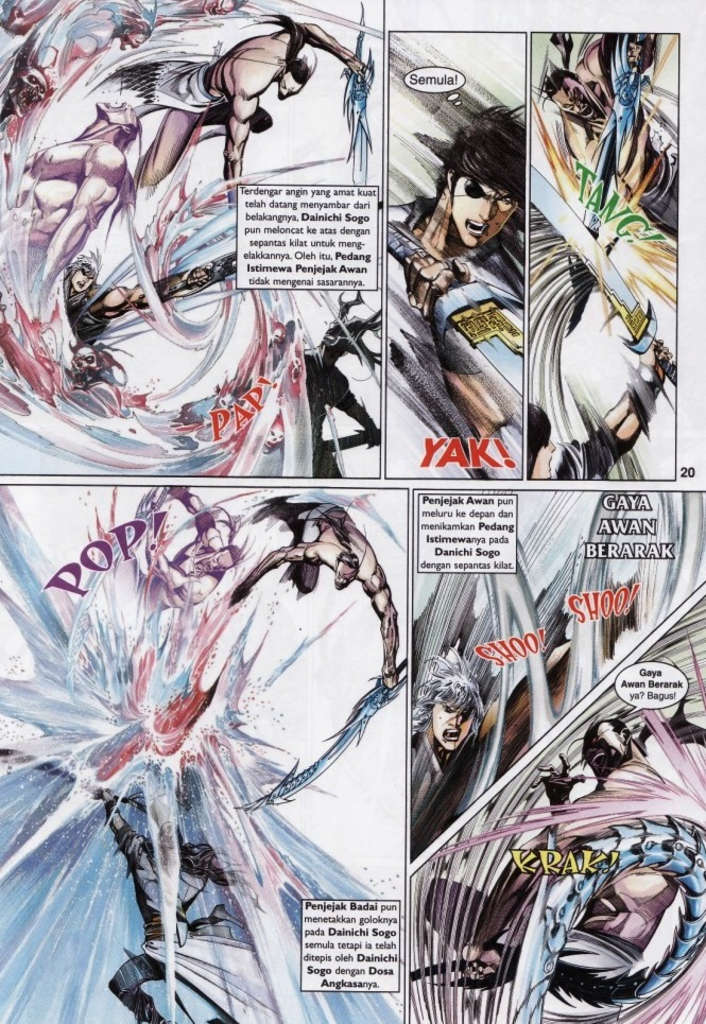 Terdengar angin yang amat kuat
telah datang menyambar dari
belakangnya, Dainichi Sogo
pun meloncat ke atas dengan
sepantas kilat untuk meng-
elakkannya. Oleh itu, Pedang
Istimewa Penjejak Awan
tidak mengenai sasarannya.
PAP!
Semula!
YAK!
TANG!
20
POP!
Penjejak Badai pun
menetakkan goloknya
pada Dainichi Sogo
semula tetapi ia telah
ditepis oleh Dainichi
Sogo dengan Dosa
Angkasanya.
Penjejak Awan pun
meluru ke depan dan
menikamkan Pedang
Istimewanya pada
Danichi Sogo
dengan sepantas kilat.
GAYA
AWAN
BERARAK
SHOO! SHOO!
Gaya
Awan Berarak
ya? Bagus!
KRAK!